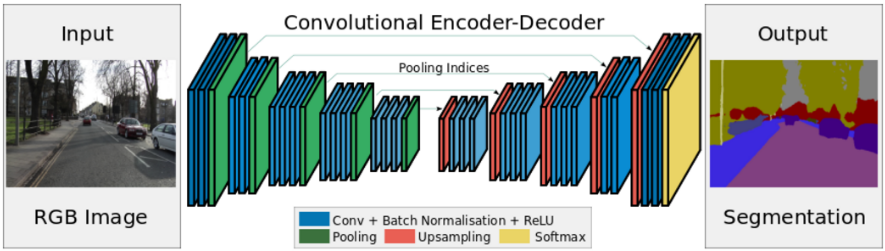 Input
Convolutional Encoder-Decoder
Output
Pooling Indices
RGB Image
Conv + Batch Normalisation + ReLU
Pooling Upsampling Softmax
Segmentation